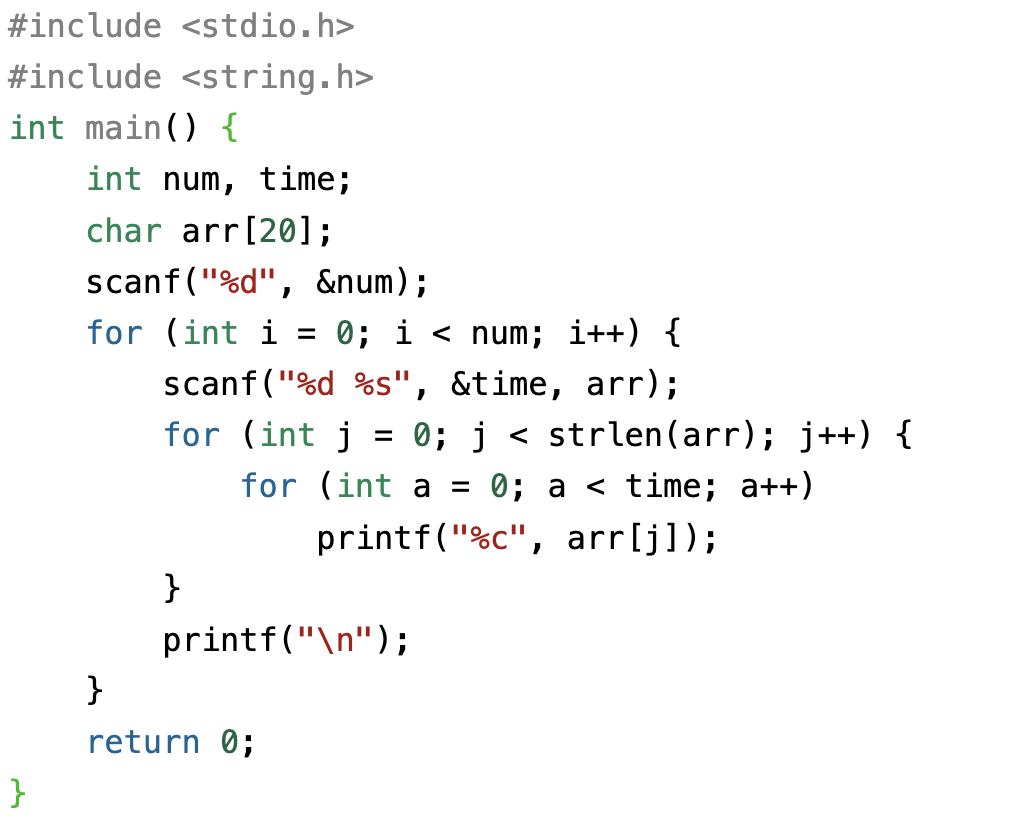 #include <stdio.h>
#include <string.h>
int main() {
    int num, time;
    char arr[20];
    scanf("%d", &num);
    for (int i = 0; i < num; i++) {
        scanf("%d %s", &time, arr);
        for (int j = 0; j < strlen(arr); j++) {
            for (int a = 0; a < time; a++)
                printf("%c", arr[j]);
        }
        printf("\n");
    }
    return 0;
}